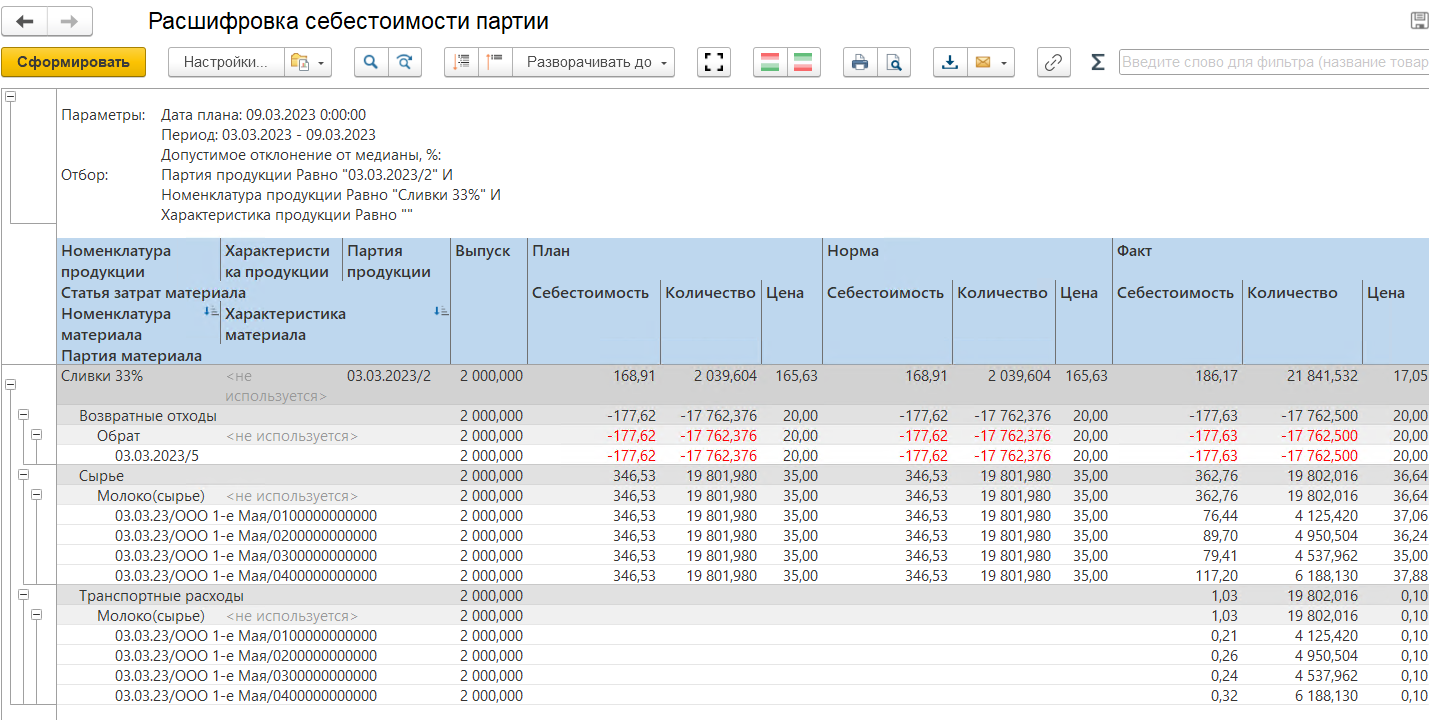 Расшифровка себестоимости партии
Сформировать Настройки... Разворачивать до Σ Введите слово для фильтра (название товар
Параметры: Дата плана: 09.03.2023 0:00:00
Период: 03.03.2023 - 09.03.2023
Допустимое отклонение от медианы, %:
Отбор: Партия продукции Равно "03.03.2023/2" И
Номенклатура продукции Равно "Сливки 33%" И
Характеристика продукции Равно ""
Номенклатура Характеристи Партия Выпуск План Норма Факт
продукции ка продукции продукции
Статья затрат материала Себестоимость Количество Цена Себестоимость Количество Цена Себестоимость Количество Цена
Номенклатура Характеристика
материала материала
Партия материала
Сливки 33% <не 03.03.2023/2 2 000,000 168,91 2 039,604 165,63 168,91 2 039,604 165,63 186,17 21 841,532 17,05
используется>
Возвратные отходы 2 000,000 -177,62 -17 762,376 20,00 -177,62 -17 762,376 20,00 -177,63 -17 762,500 20,00
Обрат <не используется> 2 000,000 -177,62 -17 762,376 20,00 -177,62 -17 762,376 20,00 -177,63 -17 762,500 20,00
03.03.2023/5 2 000,000 -177,62 -17 762,376 20,00 -177,62 -17 762,376 20,00 -177,63 -17 762,500 20,00
Сырье 2 000,000 346,53 19 801,980 35,00 346,53 19 801,980 35,00 362,76 19 802,016 36,64
Молоко(сырье) <не используется> 2 000,000 346,53 19 801,980 35,00 346,53 19 801,980 35,00 362,76 19 802,016 36,64
03.03.23/ООО 1-е Мая/0100000000000 2 000,000 346,53 19 801,980 35,00 346,53 19 801,980 35,00 76,44 4 125,420 37,06
03.03.23/ООО 1-е Мая/0200000000000 2 000,000 346,53 19 801,980 35,00 346,53 19 801,980 35,00 89,70 4 950,504 36,24
03.03.23/ООО 1-е Мая/0300000000000 2 000,000 346,53 19 801,980 35,00 346,53 19 801,980 35,00 79,41 4 537,962 35,00
03.03.23/ООО 1-е Мая/0400000000000 2 000,000 346,53 19 801,980 35,00 346,53 19 801,980 35,00 117,20 6 188,130 37,88
Транспортные расходы 2 000,000 1,03 19 802,016 0,10
Молоко(сырье) <не используется> 2 000,000 1,03 19 802,016 0,10
03.03.23/ООО 1-е Мая/0100000000000 2 000,000 0,21 4 125,420 0,10
03.03.23/ООО 1-е Мая/0200000000000 2 000,000 0,26 4 950,504 0,10
03.03.23/ООО 1-е Мая/0300000000000 2 000,000 0,24 4 537,962 0,10
03.03.23/ООО 1-е Мая/0400000000000 2 000,000 0,32 6 188,130 0,10